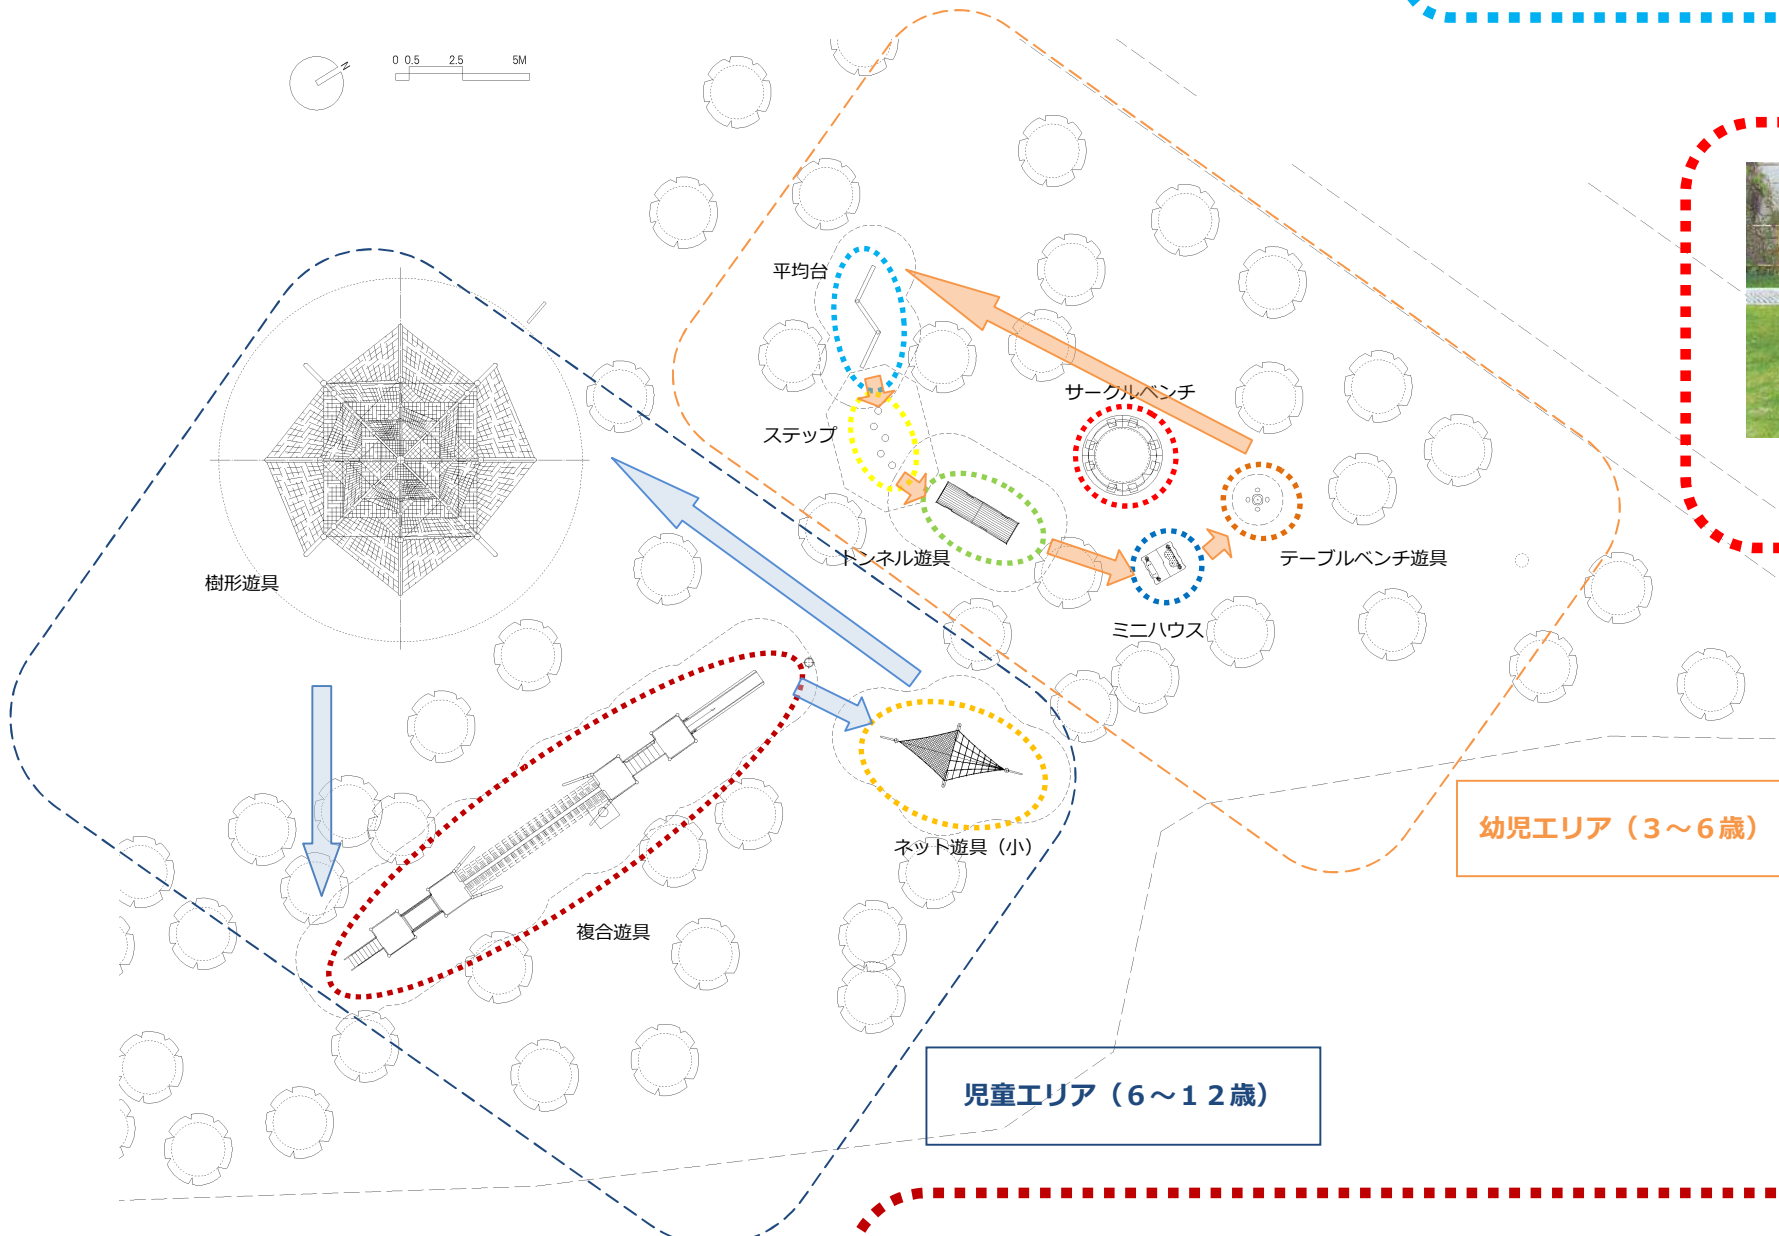 N
0 0.5 2.5 5M
平均台
サークルベンチ
ステップ
トンネル遊具
テーブルベンチ遊具
樹形遊具
ミニハウス
幼児エリア（３～６歳）
ネット遊具（小）
複合遊具
児童エリア（６～１２歳）